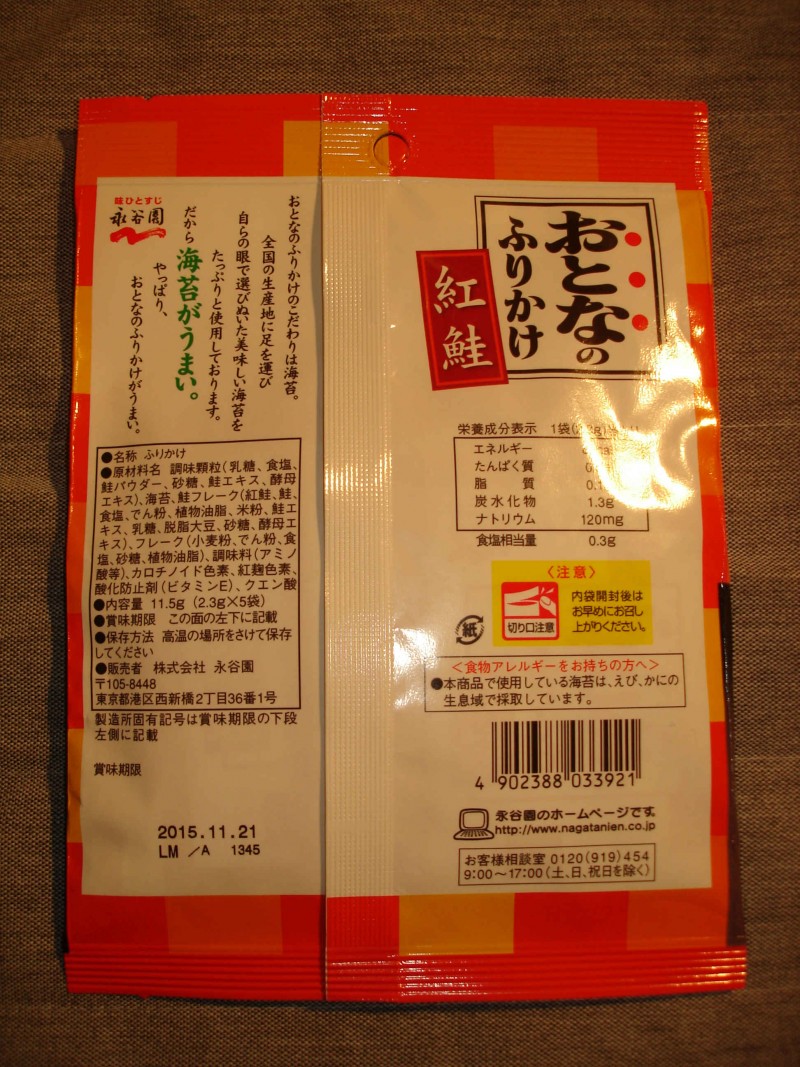 味ひとすじ
永谷園
おとなのふりかけのこだわりは海苔。
全国の生産地に足を運び
自らの眼で選びぬいた美味しい海苔を
たっぷりと使用しております。
だから海苔がうまい。
やっぱり、
おとなのふりかけがうまい。
●名称 ふりかけ
●原材料名 調味顆粒(乳糖、食塩、
鮭パウダー、砂糖、鮭エキス、酵母
エキス)、海苔、鮭フレーク(紅鮭、鮭、
食塩、でん粉、植物油脂、米粉、鮭エ
キス、乳糖、脱脂大豆、砂糖、酵母エ
キス)、フレーク(小麦粉、でん粉、食
塩、砂糖、植物油脂)、調味料(アミノ
酸等)、カロチノイド色素、紅麹色素、
酸化防止剤(ビタミンE)、クエン酸
●内容量 11.5g(2.3g×5袋)
●賞味期限 この面の左下に記載
●保存方法 高温の場所をさけて保存
してください
●販売者 株式会社 永谷園
〒105-8448
東京都港区西新橋2丁目36番1号
製造所固有記号は賞味期限の下段
左側に記載
賞味期限
2015.11.21
LM /A 1345
おとなの
ふりかけ
紅鮭
栄養成分表示 1袋
エネルギー
たんぱく質
脂質
炭水化物 1.3g
ナトリウム 120mg
食塩相当量 0.3g
〈注意〉
切り口注意
内袋開封後は
お早めにお召し
上がりください。
紙
<食物アレルギーをお持ちの方へ>
●本商品で使用している海苔は、えび、かにの
生息域で採取しています。
4 902388 033921
永谷園のホームページです。
http://www.nagatanien.co.jp
お客様相談室 0120(919)454
9:00〜17:00(土、日、祝日を除く)